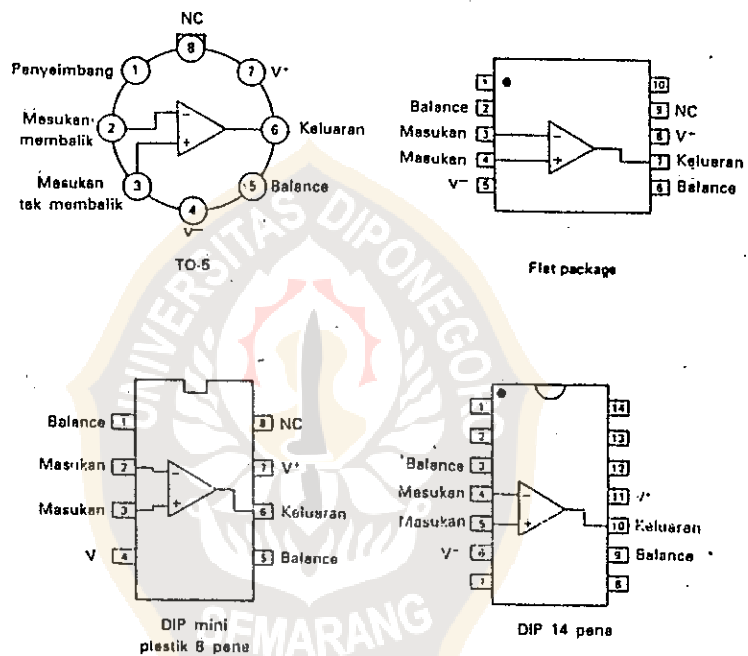 NC
8
Penyeimbang 1
7 V+
Masukan membalik 2
-
+
6 Keluaran
Masukan tak membalik 3
5 Balance
4
V-
TO-5
1
10
Balance 2
9 NC
Masukan 3
-
8 V+
Masukan 4
+
7 Keluaran
V- 5
6 Balance
Flat package
UNIVERSITAS DIPONEGORO
SEMARANG
Balance 1
8 NC
Masukan 2
-
7 V+
Masukan 3
+
6 Keluaran
V 4
5 Balance
DIP mini
plastik 8 pena
1
14
2
13
Balance 3
12
Masukan 4
-
11 V+
Masukan 5
+
10 Keluaran
V- 6
9 Balance
7
8
DIP 14 pena